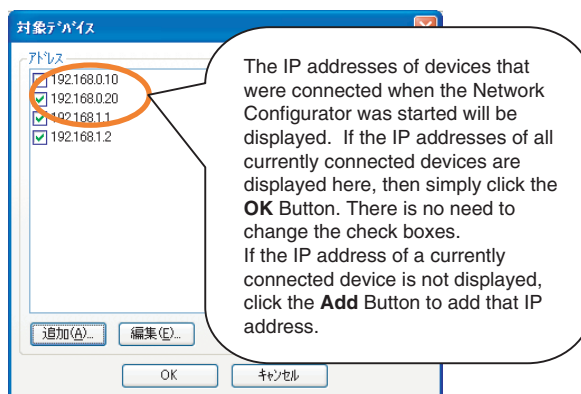 対象ﾃﾞﾊﾞｲｽ
ｱﾄﾞﾚｽ
192.168.0.10
192.168.0.20
192.168.1.1
192.168.1.2
追加(A)...
編集(E)...
OK
ｷｬﾝｾﾙ
The IP addresses of devices that
were connected when the Network
Configurator was started will be
displayed. If the IP addresses of all
currently connected devices are
displayed here, then simply click the
OK Button. There is no need to
change the check boxes.
If the IP address of a currently
connected device is not displayed,
click the Add Button to add that IP
address.